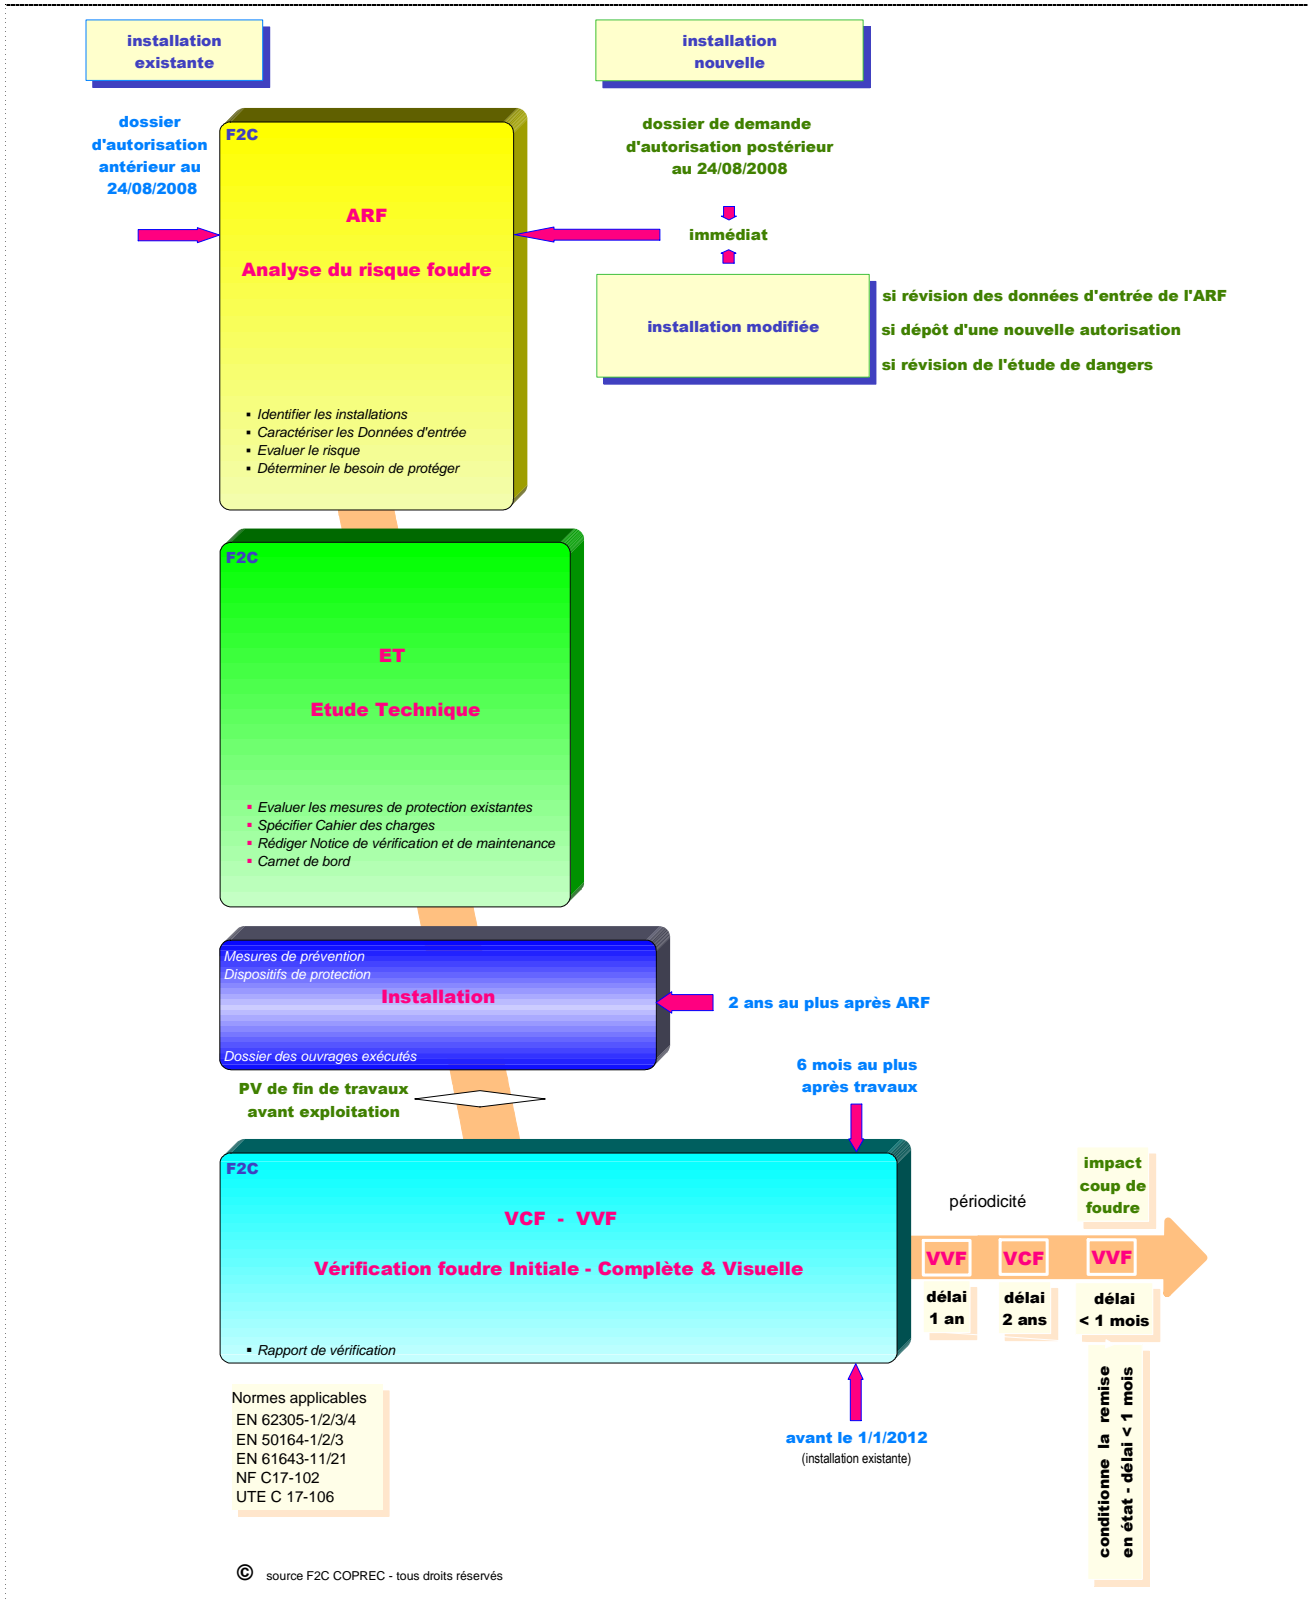 installation
existante
installation
nouvelle
dossier
d'autorisation
antérieur au
24/08/2008
F2C
ARF
Analyse du risque foudre
▪ Identifier les installations
▪ Caractériser les Données d'entrée
▪ Evaluer le risque
▪ Déterminer le besoin de protéger
dossier de demande
d'autorisation postérieur
au 24/08/2008
immédiat
installation modifiée
si révision des données d'entrée de l'ARF
si dépôt d'une nouvelle autorisation
si révision de l'étude de dangers
F2C
ET
Etude Technique
▪ Evaluer les mesures de protection existantes
▪ Spécifier Cahier des charges
▪ Rédiger Notice de vérification et de maintenance
▪ Carnet de bord
Mesures de prévention
Dispositifs de protection
Installation
Dossier des ouvrages exécutés
2 ans au plus après ARF
PV de fin de travaux
avant exploitation
6 mois au plus
après travaux
F2C
VCF - VVF
Vérification foudre Initiale - Complète & Visuelle
▪ Rapport de vérification
périodicité
impact
coup de
foudre
VVF
VCF
VVF
délai
1 an
délai
2 ans
délai
< 1 mois
conditionne la remise
en état - délai < 1 mois
avant le 1/1/2012
(installation existante)
Normes applicables
EN 62305-1/2/3/4
EN 50164-1/2/3
EN 61643-11/21
NF C17-102
UTE C 17-106
© source F2C COPREC - tous droits réservés